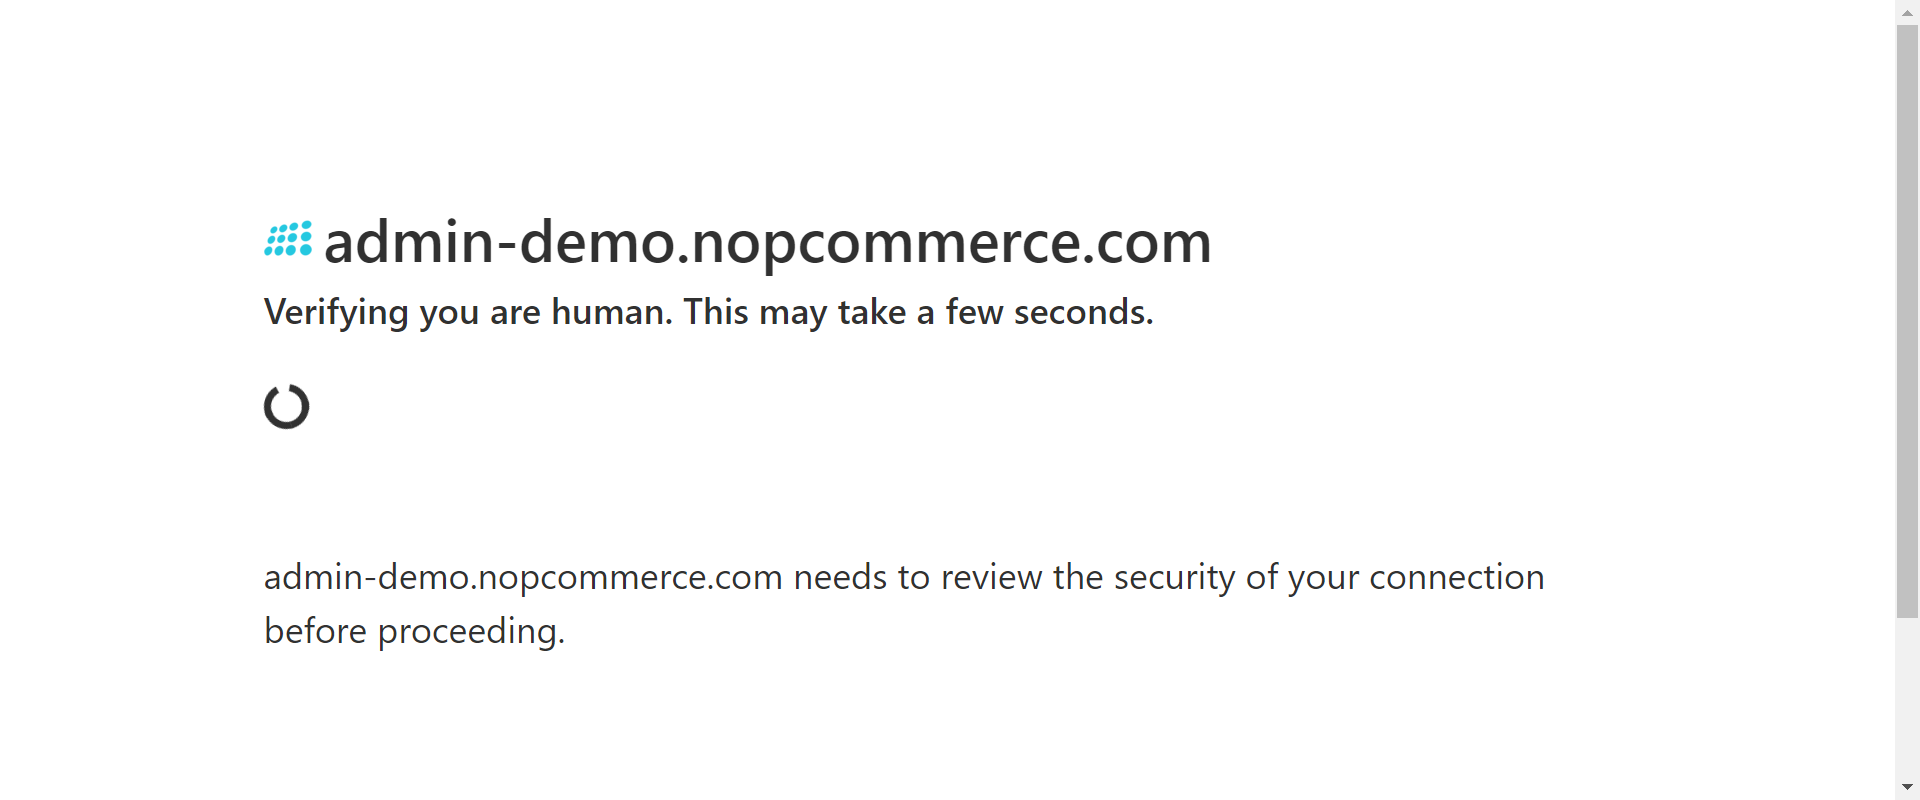 admin-demo.nopcommerce.com
Verifying you are human. This may take a few seconds.
admin-demo.nopcommerce.com needs to review the security of your connection
before proceeding.